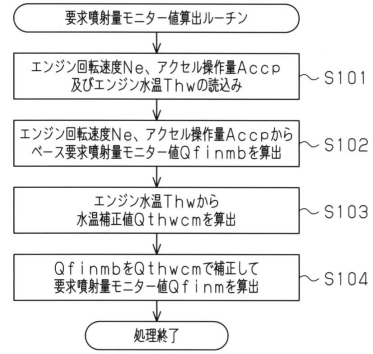 要求噴射量モニター値算出ルーチン
エンジン回転速度Ne、アクセル操作量Accp
及びエンジン水温Thwの読込み
S101
エンジン回転速度Ne、アクセル操作量Accpから
ベース要求噴射量モニター値Qfinmbを算出
S102
エンジン水温Thwから
水温補正値Qthwcmを算出
S103
QfinmbをQthwcmで補正して
要求噴射量モニター値Qfinmを算出
S104
処理終了